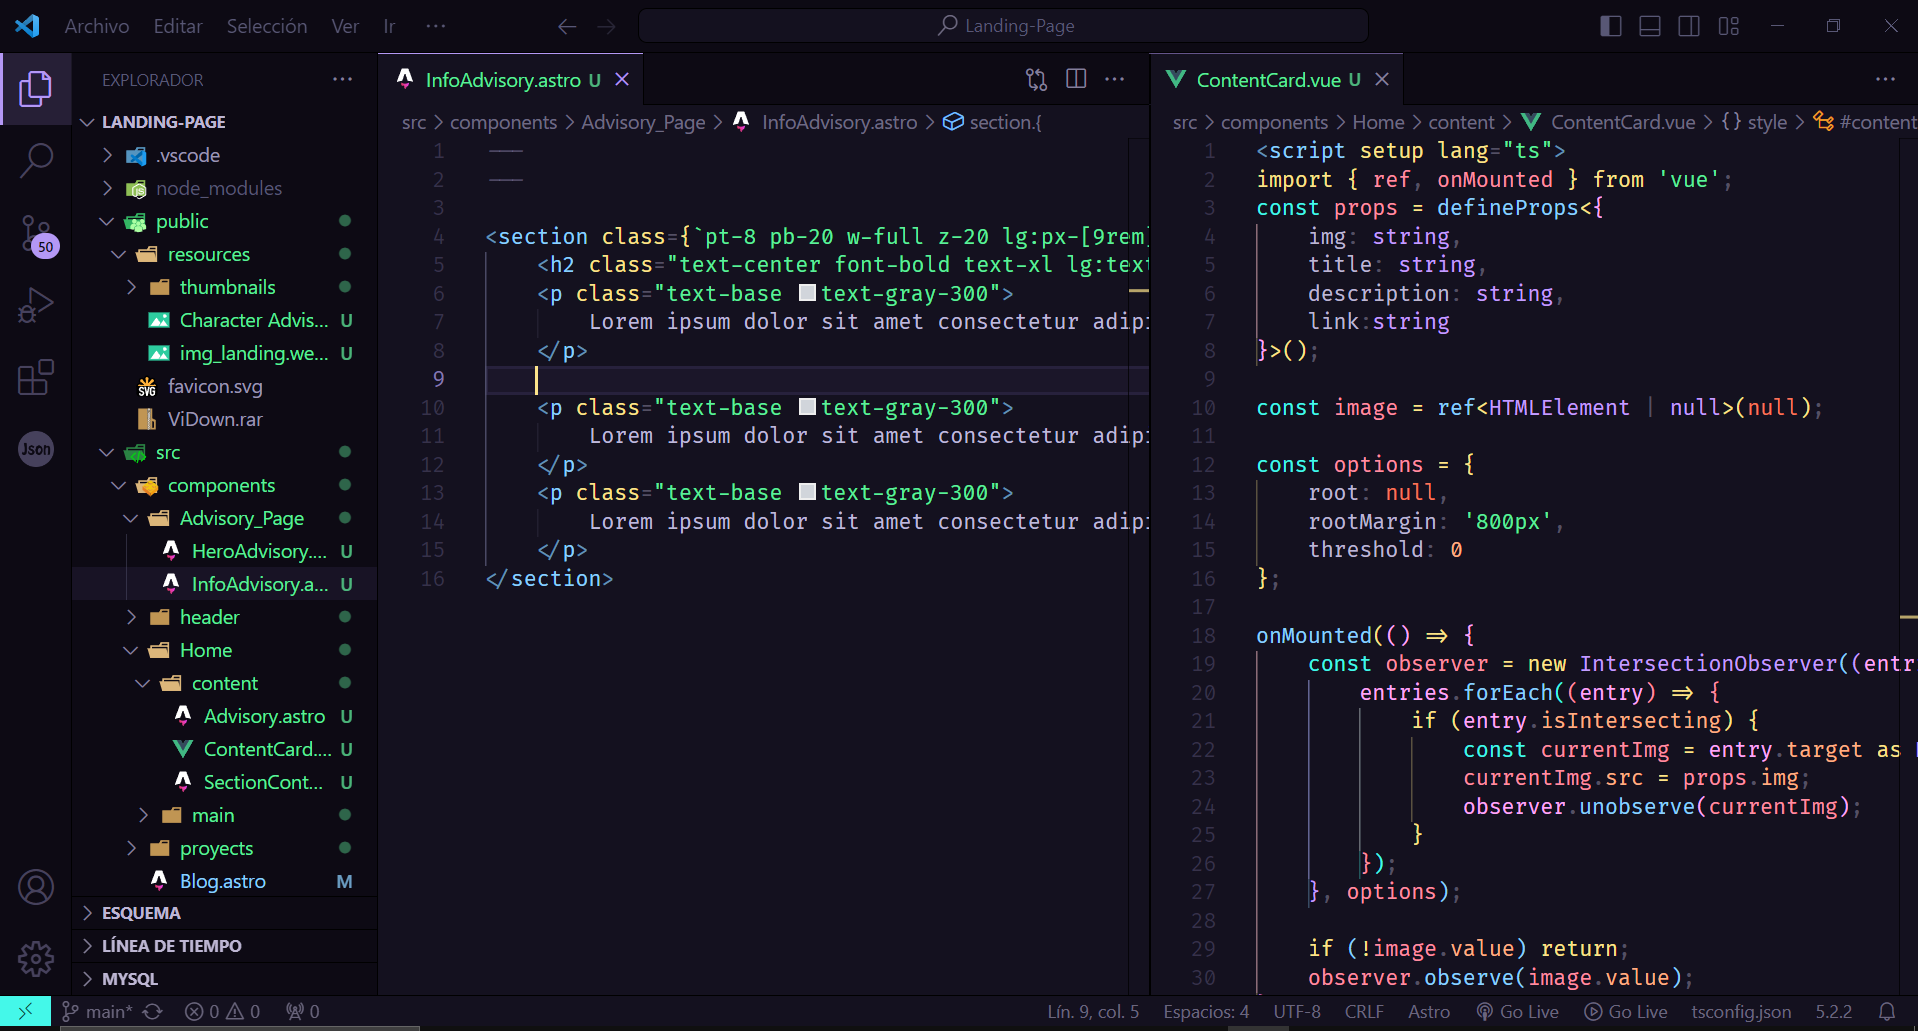 Archivo Editar Selección Ver Ir ··· Landing-Page
EXPLORADOR ···
LANDING-PAGE
.vscode
node_modules
public
resources
thumbnails
Character Advis... U
img_landing.we... U
favicon.svg
ViDown.rar
src
components
Advisory_Page
HeroAdvisory.... U
InfoAdvisory.a... U
header
Home
content
Advisory.astro U
ContentCard.... U
SectionCont... U
main
proyects
Blog.astro M
ESQUEMA
LÍNEA DE TIEMPO
MYSQL
50
Json
InfoAdvisory.astro U
src > components > Advisory_Page > InfoAdvisory.astro > section.{
1 ---
2 ---
3
4 <section class={`pt-8 pb-20 w-full z-20 lg:px-[9rem]
5 <h2 class="text-center font-bold text-xl lg:tex
6 <p class="text-base text-gray-300">
7 Lorem ipsum dolor sit amet consectetur adipi
8 </p>
9
10 <p class="text-base text-gray-300">
11 Lorem ipsum dolor sit amet consectetur adipi
12 </p>
13 <p class="text-base text-gray-300">
14 Lorem ipsum dolor sit amet consectetur adipi
15 </p>
16 </section>
ContentCard.vue U
src > components > Home > content > ContentCard.vue > {} style > #content
1 <script setup lang="ts">
2 import { ref, onMounted } from 'vue';
3 const props = defineProps<{
4 img: string,
5 title: string,
6 description: string,
7 link:string
8 }>();
9
10 const image = ref<HTMLElement | null>(null);
11
12 const options = {
13 root: null,
14 rootMargin: '800px',
15 threshold: 0
16 };
17
18 onMounted(() => {
19 const observer = new IntersectionObserver((entr
20 entries.forEach((entry) => {
21 if (entry.isIntersecting) {
22 const currentImg = entry.target as
23 currentImg.src = props.img;
24 observer.unobserve(currentImg);
25 }
26 });
27 }, options);
28
29 if (!image.value) return;
30 observer.observe(image.value);
main* 0 0 0 Lín. 9, col. 5 Espacios: 4 UTF-8 CRLF Astro Go Live Go Live tsconfig.json 5.2.2